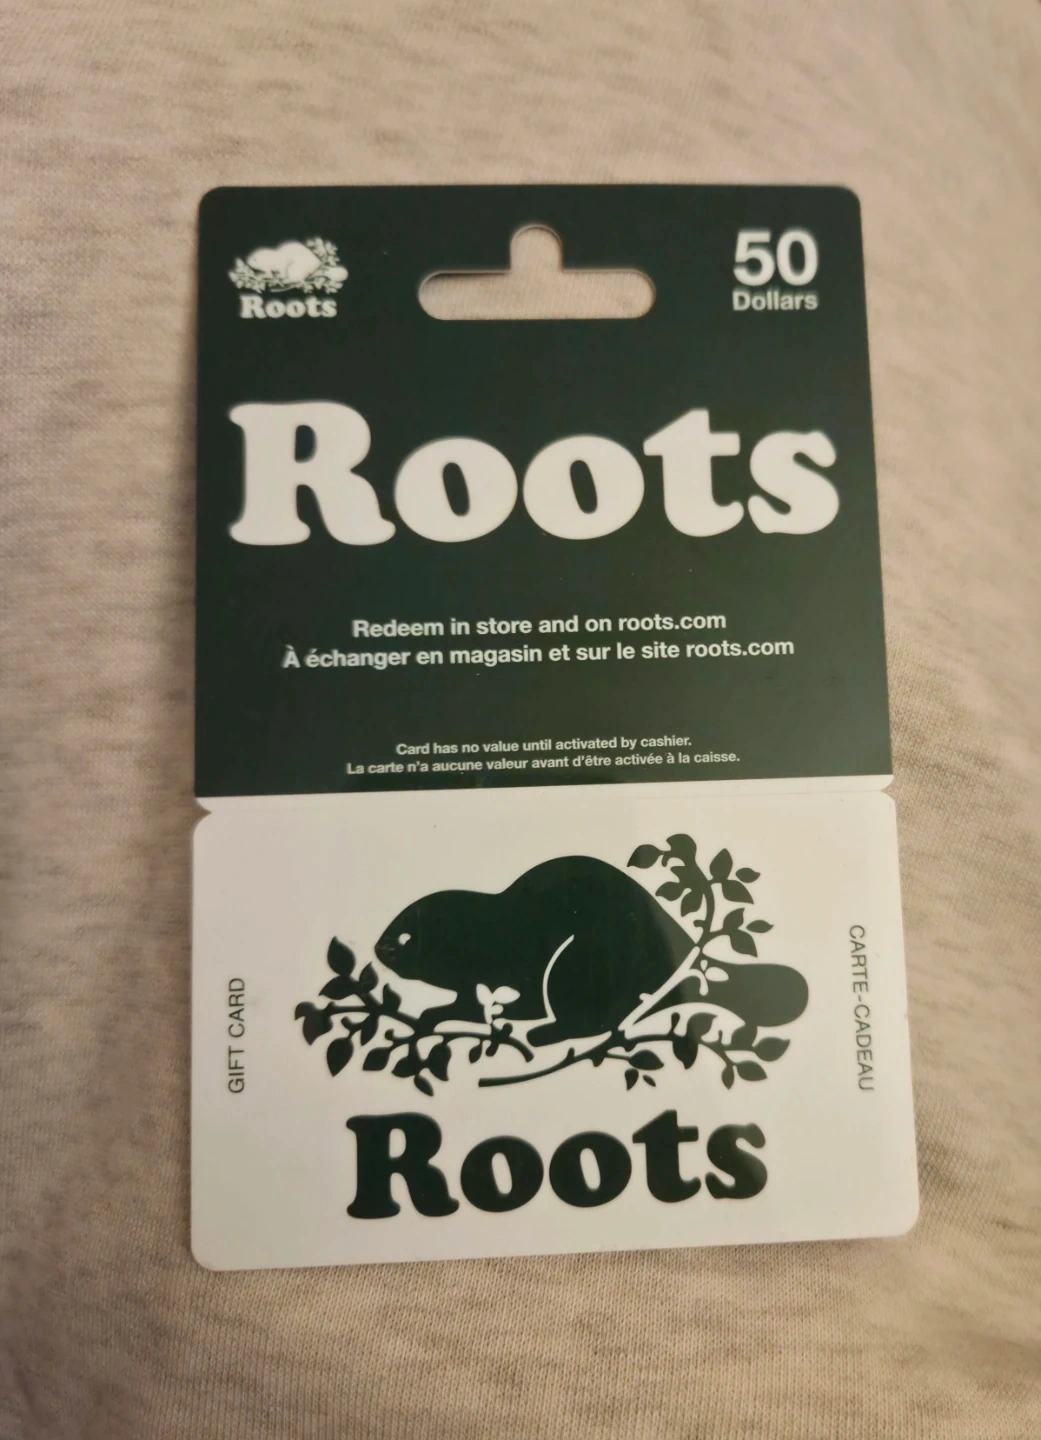 Roots
50
Dollars
Roots
Redeem in store and on roots.com
À échanger en magasin et sur le site roots.com
Card has no value until activated by cashier.
La carte n'a aucune valeur avant d'être activée à la caisse.
GIFT CARD
CARTE-CADEAU
Roots